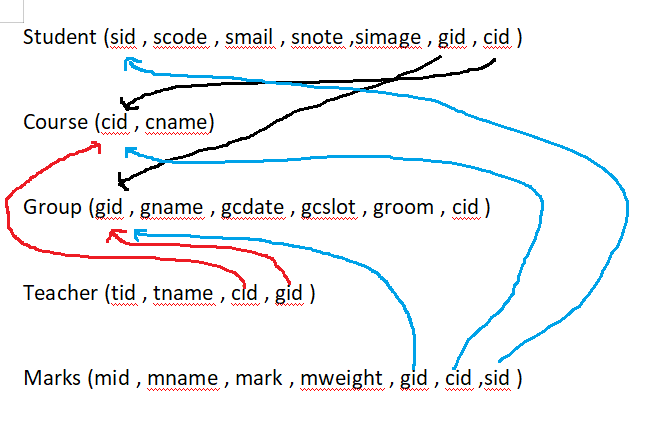 Student (sid , scode , smail , snote ,simage , gid , cid )
Course (cid , cname)
Group (gid , gname , gcdate , gcslot , groom , cid )
Teacher (tid , tname , cid , gid )
Marks (mid , mname , mark , mweight , gid , cid ,sid )